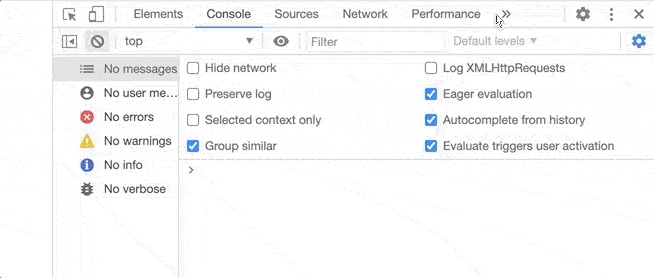 Elements Console Sources Network Performance
top Filter Default levels
No messages
No user me...
No errors
No warnings
No info
No verbose
Hide network Log XMLHttpRequests
Preserve log Eager evaluation
Selected context only Autocomplete from history
Group similar Evaluate triggers user activation